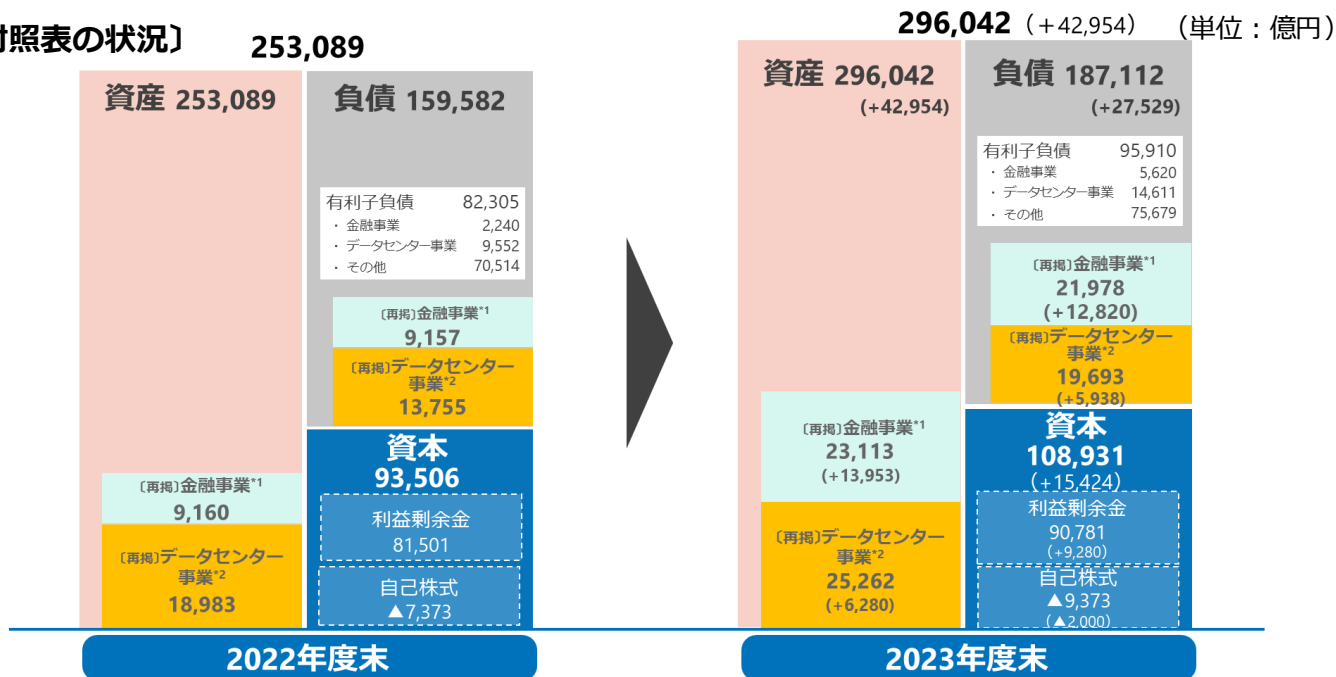 対照表の状況〕
253,089
296,042（＋42,954）
（単位：億円）
資産 253,089
負債 159,582
有利子負債 82,305
・ 金融事業 2,240
・ データセンター事業 9,552
・ その他 70,514
〔再掲〕金融事業*1
9,157
〔再掲〕データセンター
事業*2
13,755
資本
93,506
利益剰余金
81,501
自己株式
▲7,373
〔再掲〕金融事業*1
9,160
〔再掲〕データセンター
事業*2
18,983
2022年度末
資産 296,042
(+42,954)
負債 187,112
(+27,529)
有利子負債 95,910
・ 金融事業 5,620
・ データセンター事業 14,611
・ その他 75,679
〔再掲〕金融事業*1
21,978
(+12,820)
〔再掲〕データセンター
事業*2
19,693
(+5,938)
資本
108,931
(+15,424)
利益剰余金
90,781
(+9,280)
自己株式
▲9,373
(▲2,000)
〔再掲〕金融事業*1
23,113
(+13,953)
〔再掲〕データセンター
事業*2
25,262
(+6,280)
2023年度末